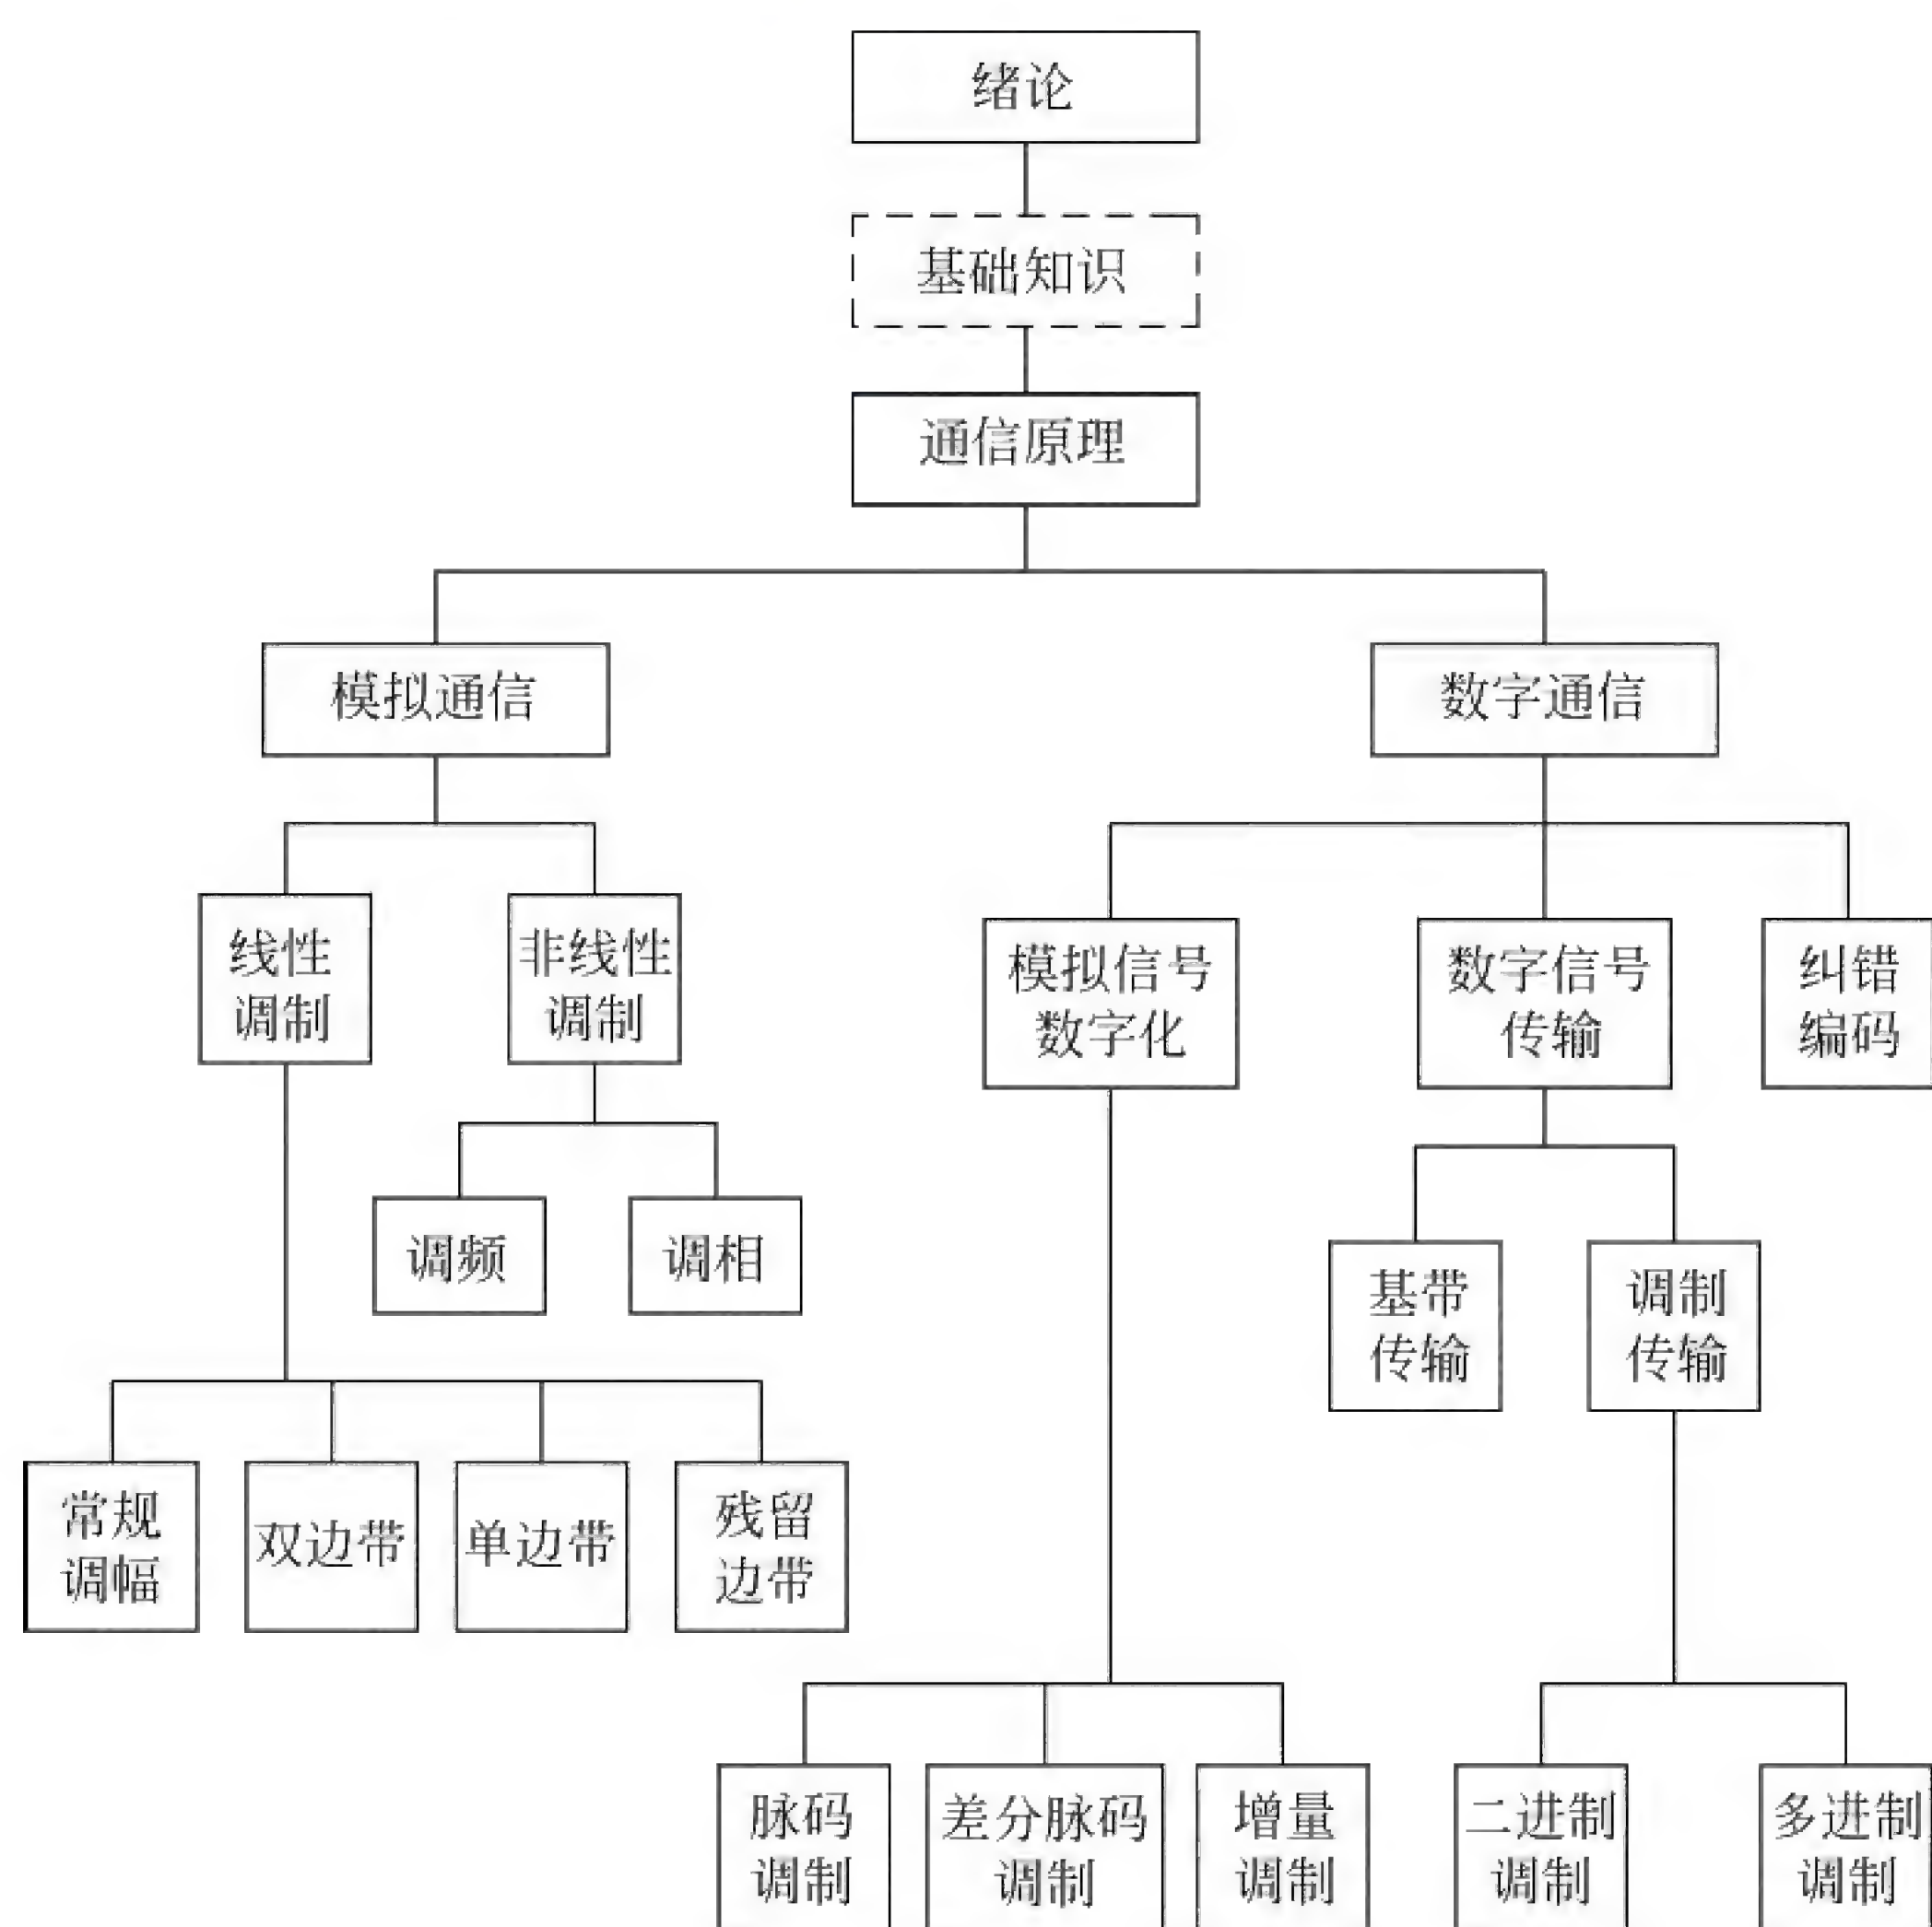 绪论
基础知识
通信原理
模拟通信
数字通信
线性
调制
非线性
调制
模拟信号
数字化
数字信号
传输
纠错
编码
调频
调相
基带
传输
调制
传输
常规
调幅
双边带
单边带
残留
边带
脉码
调制
差分脉码
调制
增量
调制
二进制
调制
多进制
调制